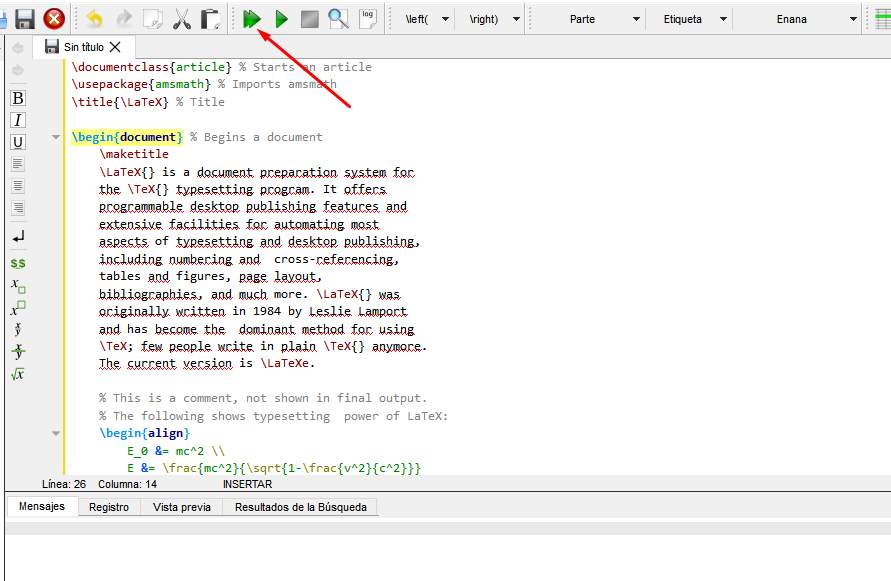 log \left( \right) Parte Etiqueta Enana
Sin título
\documentclass{article} % Starts an article
\usepackage{amsmath} % Imports amsmath
\title{\LaTeX} % Title
\begin{document} % Begins a document
\maketitle
\LaTeX{} is a document preparation system for
the \TeX{} typesetting program. It offers
programmable desktop publishing features and
extensive facilities for automating most
aspects of typesetting and desktop publishing,
including numbering and  cross-referencing,
tables and figures, page layout,
bibliographies, and much more. \LaTeX{} was
originally written in 1984 by Leslie Lamport
and has become the  dominant method for using
\TeX; few people write in plain \TeX{} anymore.
The current version is \LaTeXe.
% This is a comment, not shown in final output.
% The following shows typesetting  power of LaTeX:
\begin{align}
E_0 &= mc^2 \\
E &= \frac{mc^2}{\sqrt{1-\frac{v^2}{c^2}}}
B
I
U
$$
x
x
x/y
x/y
√x
Línea: 26 Columna: 14 INSERTAR
Mensajes Registro Vista previa Resultados de la Búsqueda